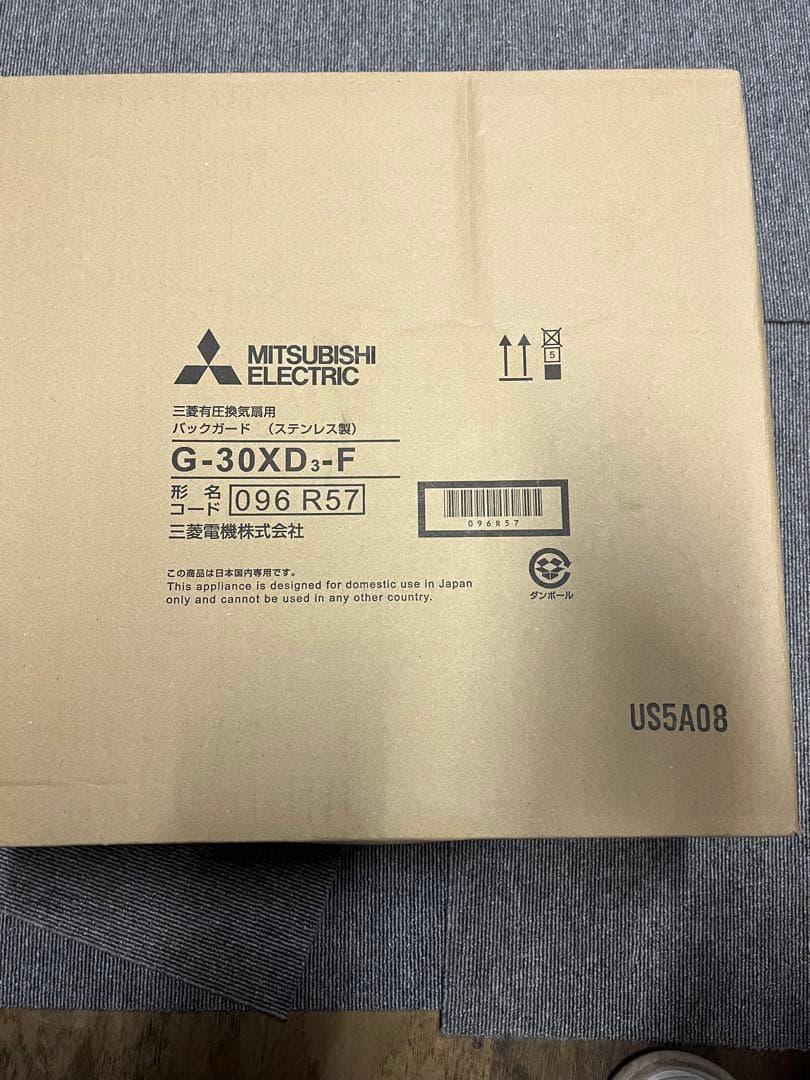 MITSUBISHI
ELECTRIC
5
三菱有圧換気扇用
バックガード （ステンレス製）
G-30XD₃-F
形名コード 096 R57
096R57
三菱電機株式会社
この商品は日本国内専用です。
This appliance is designed for domestic use in Japan
only and cannot be used in any other country.
ダンボール
US5A08